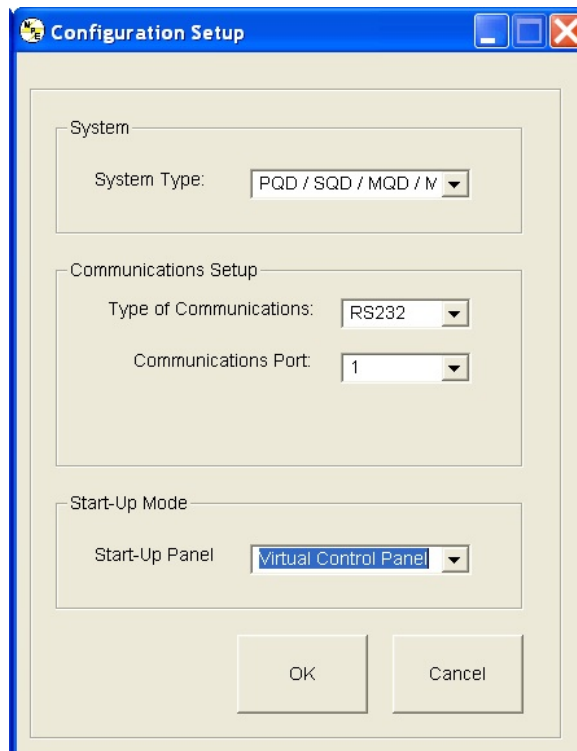 Configuration Setup
System
System Type: PQD / SQD / MQD / M
Communications Setup
Type of Communications: RS232
Communications Port: 1
Start-Up Mode
Start-Up Panel Virtual Control Panel
OK Cancel